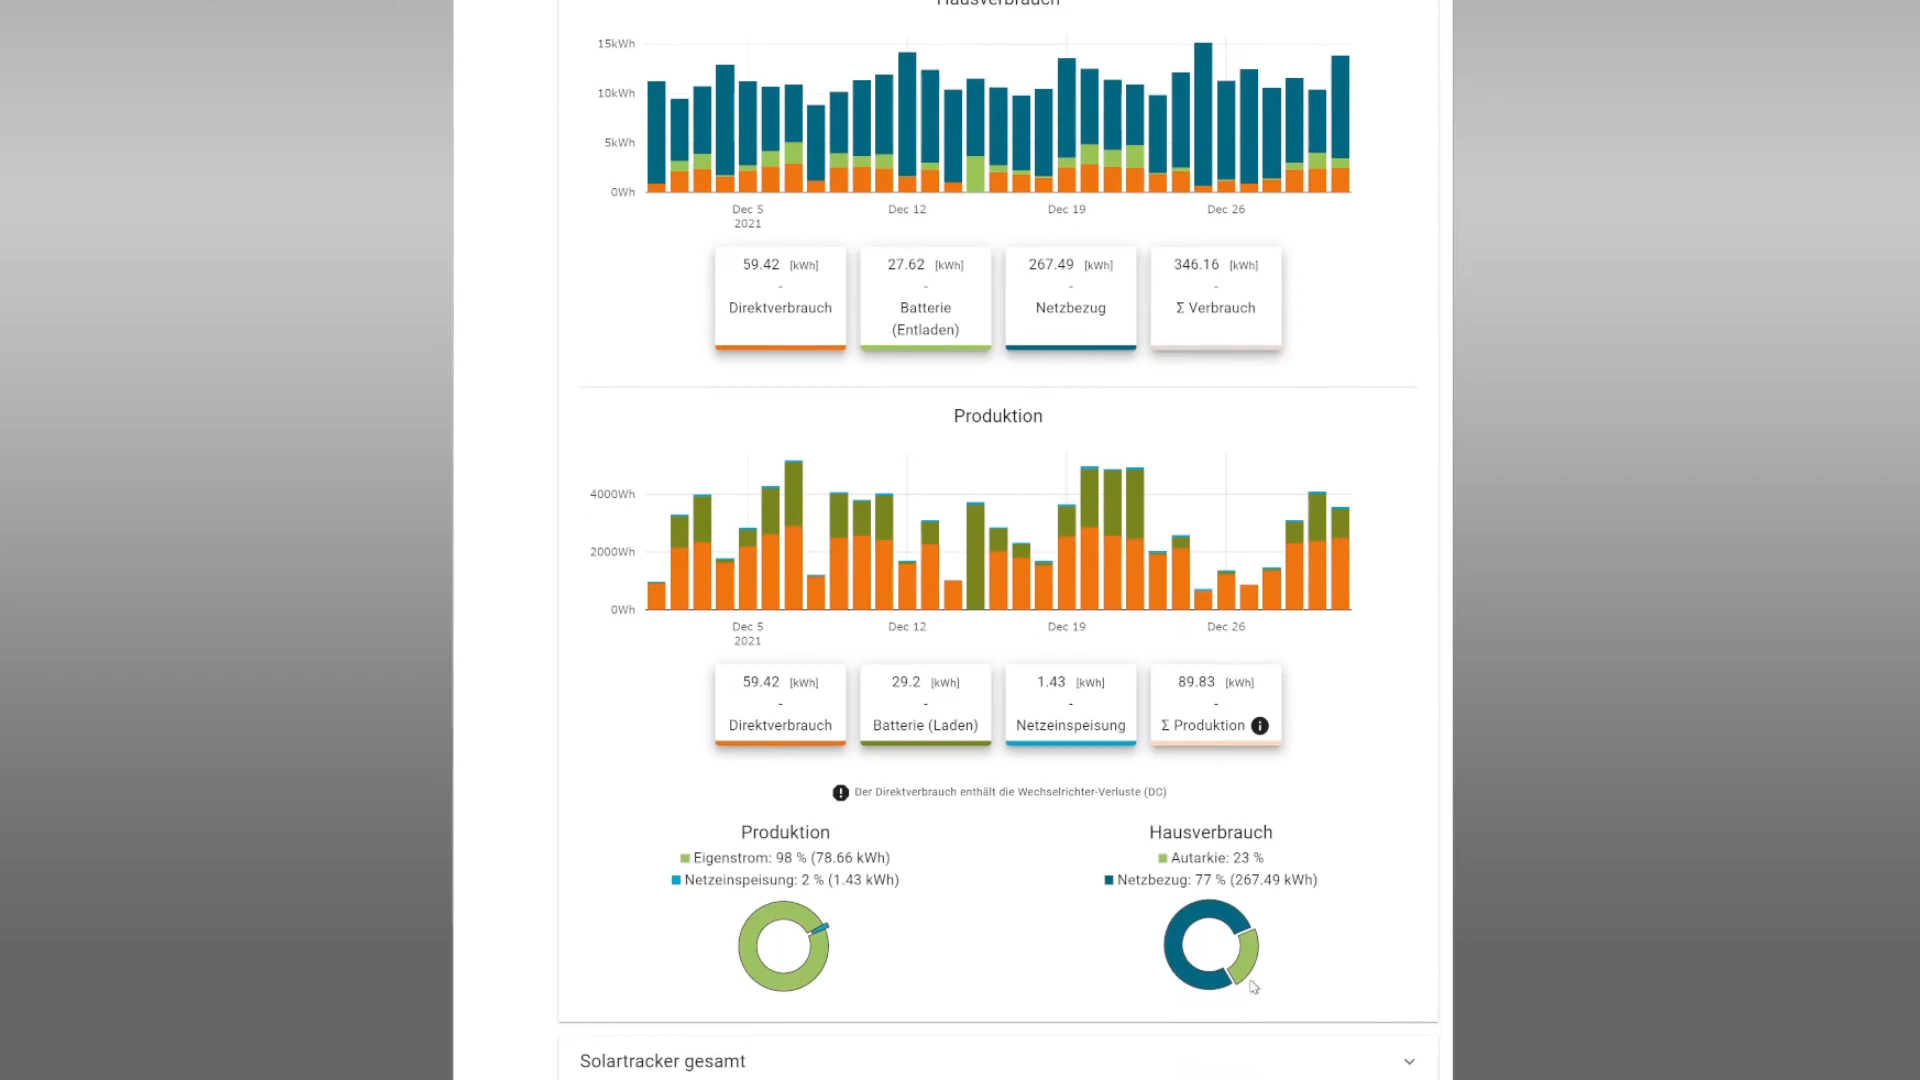 Hausverbrauch
15kWh
10kWh
5kWh
0Wh
Dec 5 Dec 12 Dec 19 Dec 26
2021
59.42 [kWh] 27.62 [kWh] 267.49 [kWh] 346.16 [kWh]
- - - -
Direktverbrauch Batterie Netzbezug Σ Verbrauch
(Entladen)
Produktion
4000Wh
2000Wh
0Wh
Dec 5 Dec 12 Dec 19 Dec 26
2021
59.42 [kWh] 29.2 [kWh] 1.43 [kWh] 89.83 [kWh]
- - - -
Direktverbrauch Batterie (Laden) Netzeinspeisung Σ Produktion
Der Direktverbrauch enthält die Wechselrichter-Verluste (DC)
Produktion
Eigenstrom: 98 % (78.66 kWh)
Netzeinspeisung: 2 % (1.43 kWh)
Hausverbrauch
Autarkie: 23 %
Netzbezug: 77 % (267.49 kWh)
Solartracker gesamt